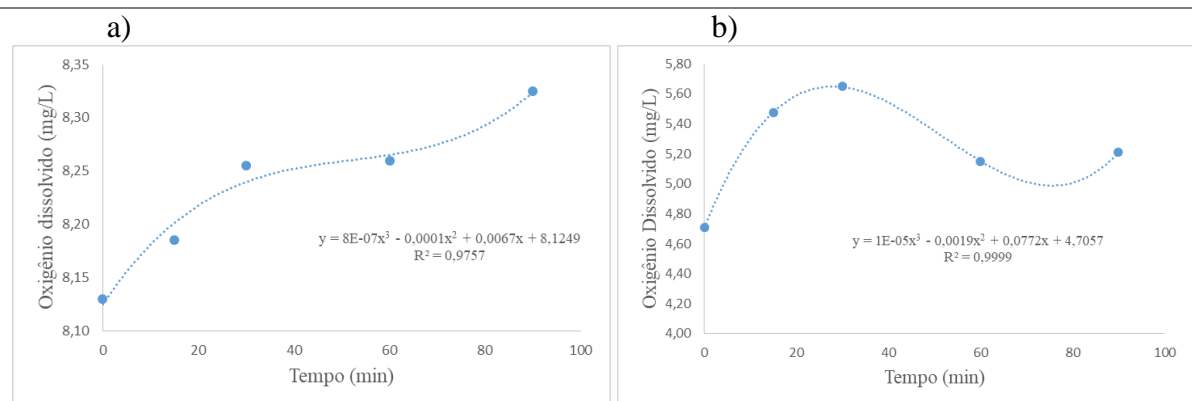 a)
8,35
8,30
8,25
8,20
8,15
8,10
Oxigênio dissolvido (mg/L)
y = 8E-07x³ - 0,0001x² + 0,0067x + 8,1249
R² = 0,9757
0 20 40 60 80 100
Tempo (min)
b)
5,80
5,60
5,40
5,20
5,00
4,80
4,60
4,40
4,20
4,00
Oxigênio Dissolvido (mg/L)
y = 1E-05x³ - 0,0019x² + 0,0772x + 4,7057
R² = 0,9999
0 20 40 60 80 100
Tempo (min)